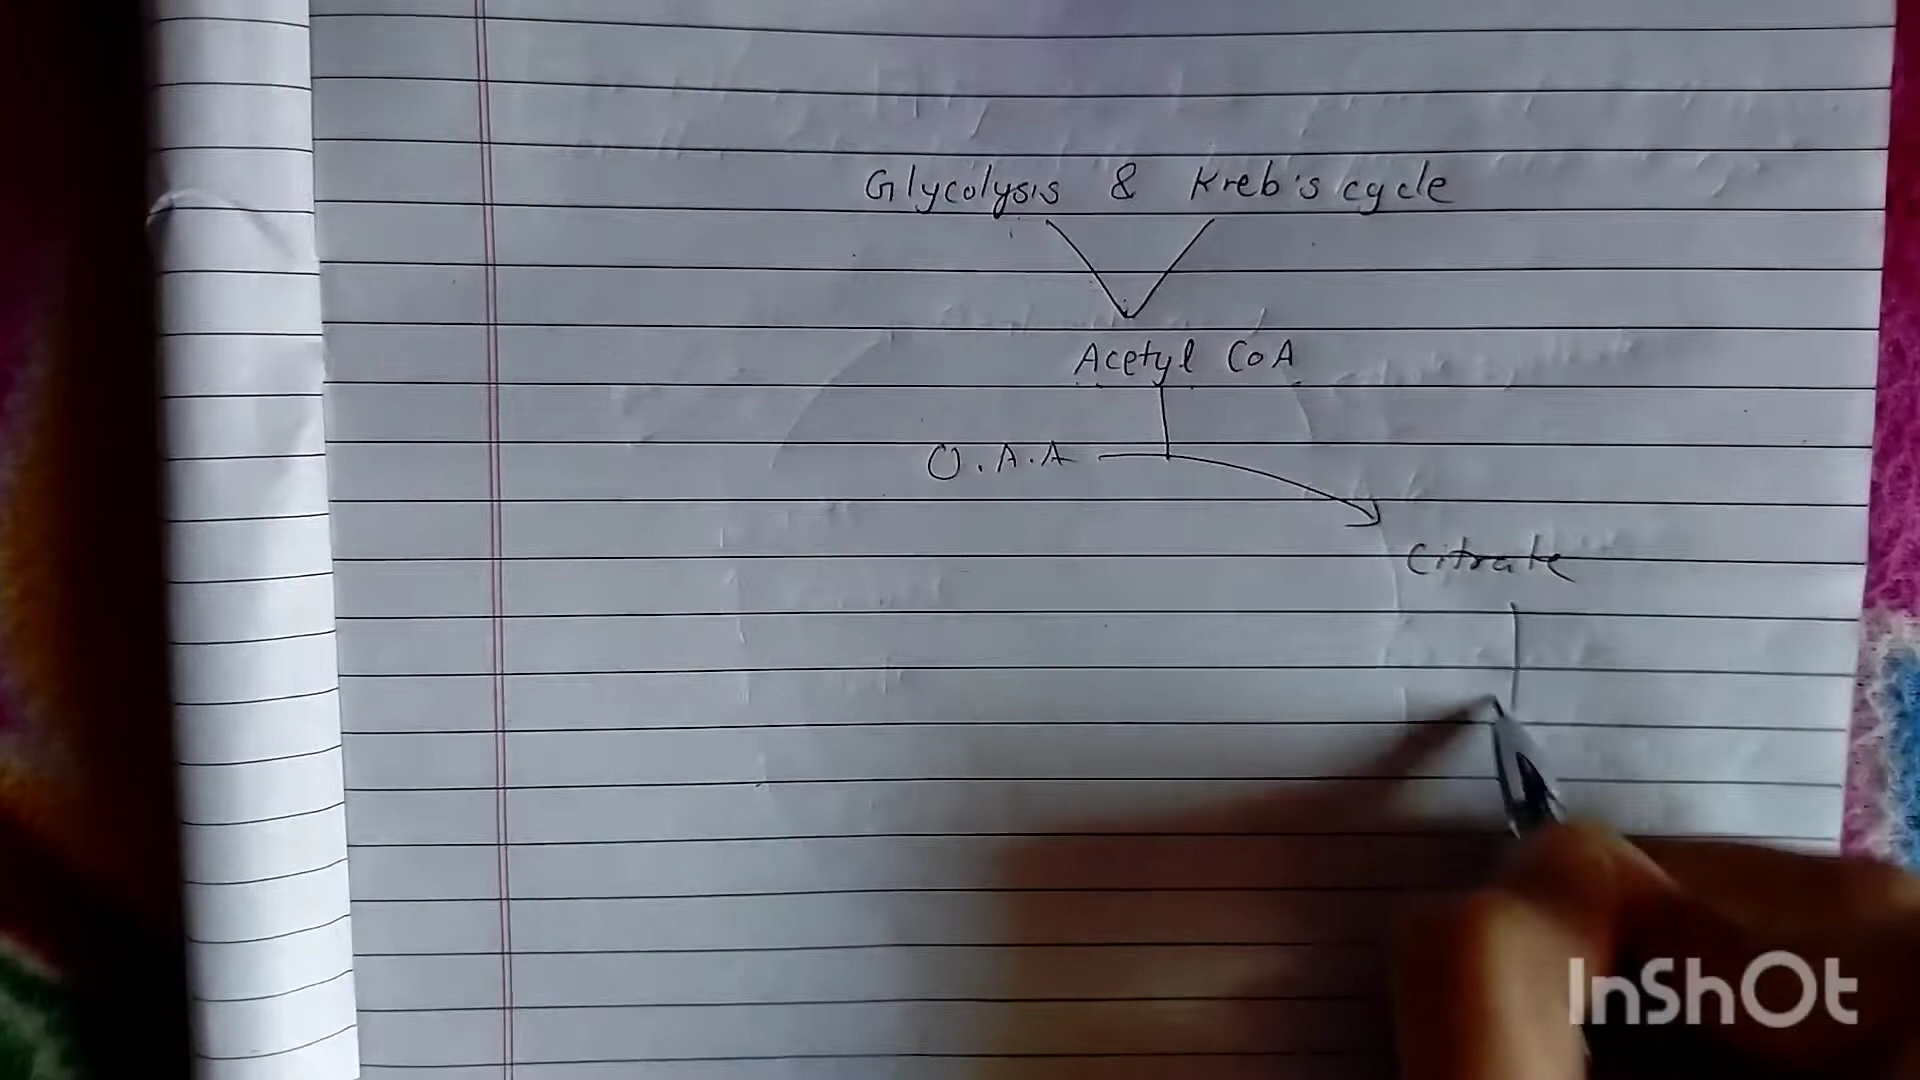 Glycolysis & Kreb's cycle
Acetyl CoA
O.A.A
Citrate
InShOt